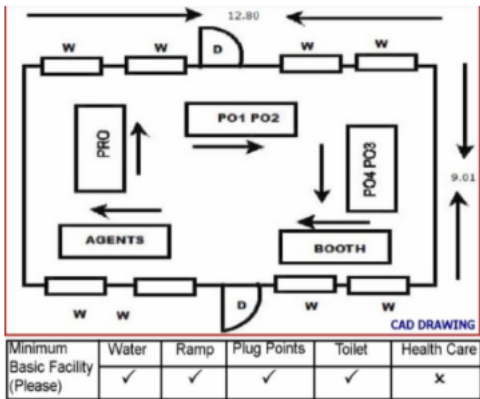 12.80
W W D W W
PO1 PO2
PRO
PO4 PO3
9.01
AGENTS
BOOTH
W W D W W
CAD DRAWING
Minimum Basic Facility (Please) Water Ramp Plug Points Toilet Health Care
✓ ✓ ✓ ✓ x